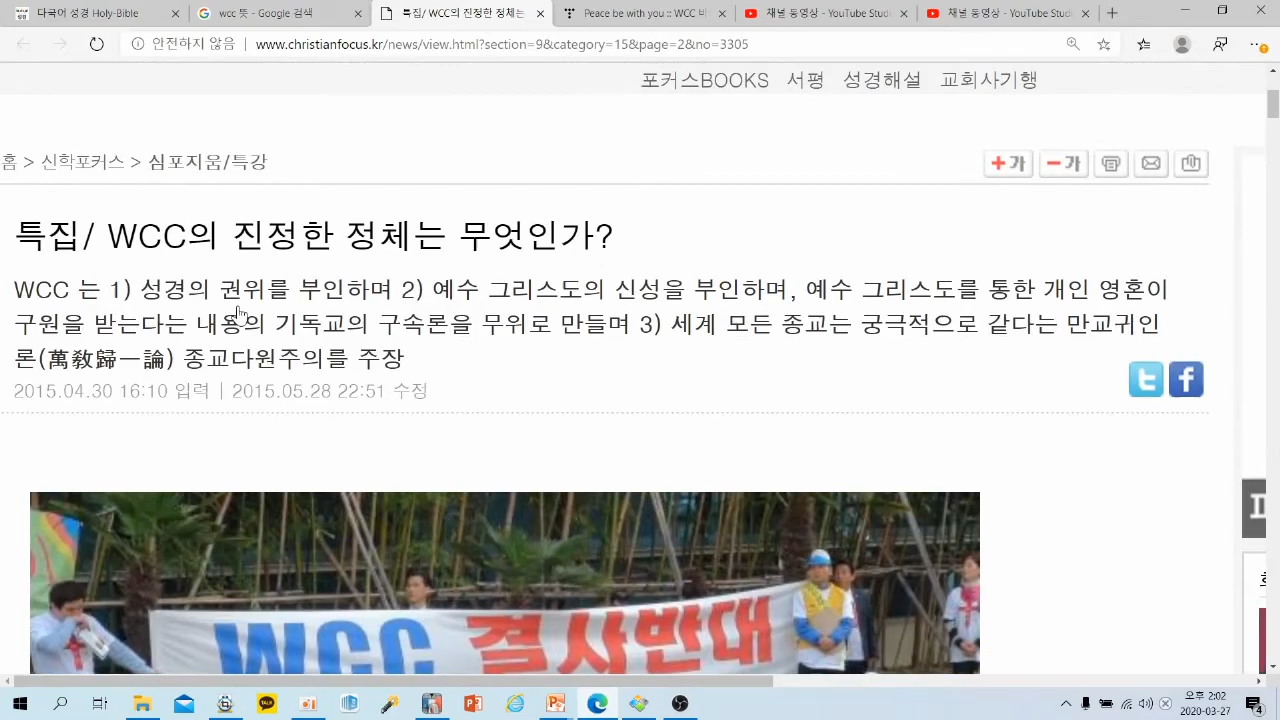 다국어 성경 Holy-Bible
wcc 뜻 - Google 검색
특집/ WCC의 진정한 정체는
Peace be with you :: WCC 바
채널 동영상 - YouTube Studi
채널 동영상 - YouTube Studi
안전하지 않음 | www.christianfocus.kr/news/view.html?section=9&category=15&page=2&no=3305
포커스BOOKS 서평 성경해설 교회사기행
홈 > 신학포커스 > 심포지움/특강
+가 -가
특집/ WCC의 진정한 정체는 무엇인가?
WCC 는 1) 성경의 권위를 부인하며 2) 예수 그리스도의 신성을 부인하며, 예수 그리스도를 통한 개인 영혼이
구원을 받는다는 내용의 기독교의 구속론을 무위로 만들며 3) 세계 모든 종교는 궁극적으로 같다는 만교귀인
론(萬敎歸一論) 종교다원주의를 주장
2015.04.30 16:10 입력 | 2015.05.28 22:51 수정
WCC 결사반대
오후 2:02
2020-03-27